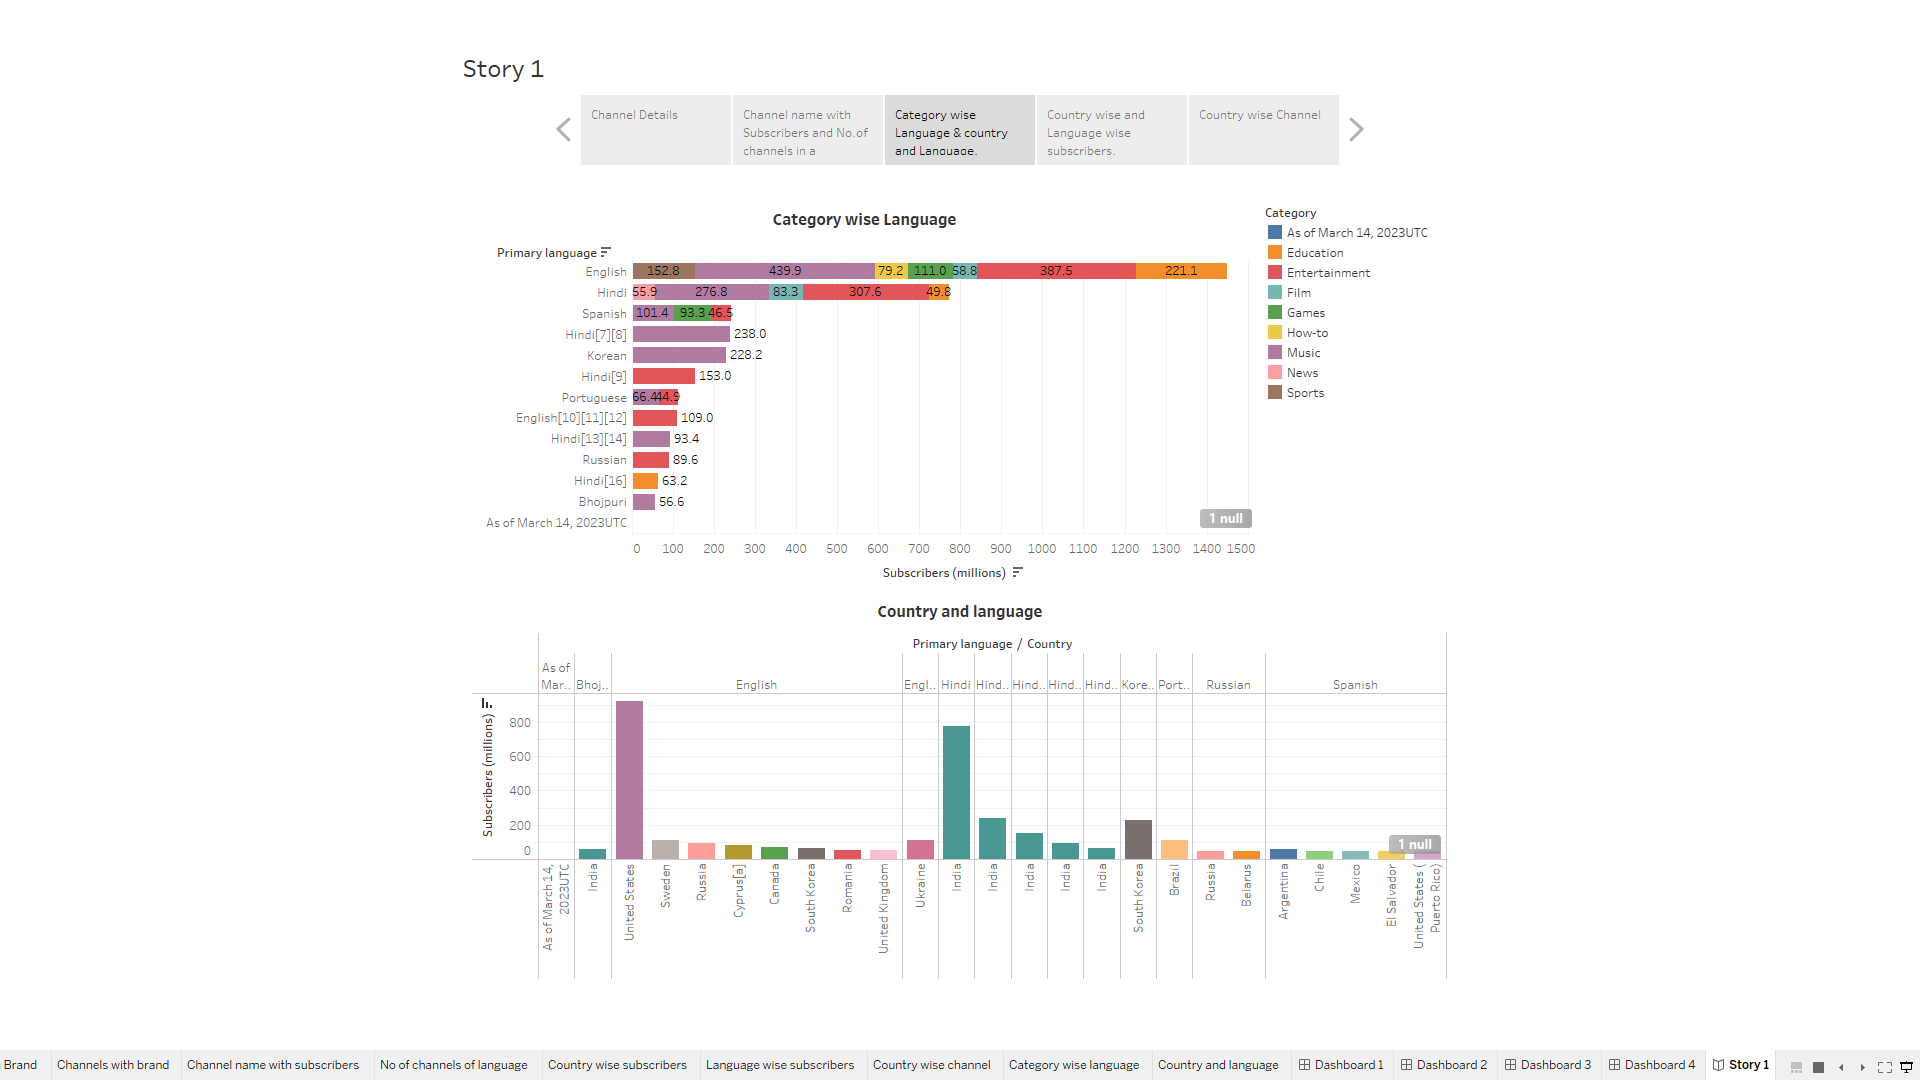 Story 1
Channel Details
Channel name with
Subscribers and No.of
channels in a
Category wise
Language & country
and Language.
Country wise and
Language wise
subscribers.
Country wise Channel
Category wise Language
Primary language
English
152.8 439.9 79.2 111.0 58.8 387.5 221.1
Hindi
55.9 276.8 83.3 307.6 49.8
Spanish
101.4 93.3 46.5
Hindi[7][8]
238.0
Korean
228.2
Hindi[9]
153.0
Portuguese
66.4 44.9
English[10][11][12]
109.0
Hindi[13][14]
93.4
Russian
89.6
Hindi[16]
63.2
Bhojpuri
56.6
As of March 14, 2023UTC
1 null
0 100 200 300 400 500 600 700 800 900 1000 1100 1200 1300 1400 1500
Subscribers (millions)
Category
As of March 14, 2023UTC
Education
Entertainment
Film
Games
How-to
Music
News
Sports
Country and language
Primary language / Country
As of
Mar..
Bhoj..
English
Engl..
Hindi
Hind..
Hind..
Hind..
Hind..
Kore..
Port..
Russian
Spanish
Subscribers (millions)
800
600
400
200
0
1 null
As of March 14,
2023UTC
India
United States
Sweden
Russia
Cyprus[a]
Canada
South Korea
Romania
United Kingdom
Ukraine
India
India
India
India
India
South Korea
Brazil
Russia
Belarus
Argentina
Chile
Mexico
El Salvador
United States (
Puerto Rico)
Brand
Channels with brand
Channel name with subscribers
No of channels of language
Country wise subscribers
Language wise subscribers
Country wise channel
Category wise language
Country and language
Dashboard 1
Dashboard 2
Dashboard 3
Dashboard 4
Story 1